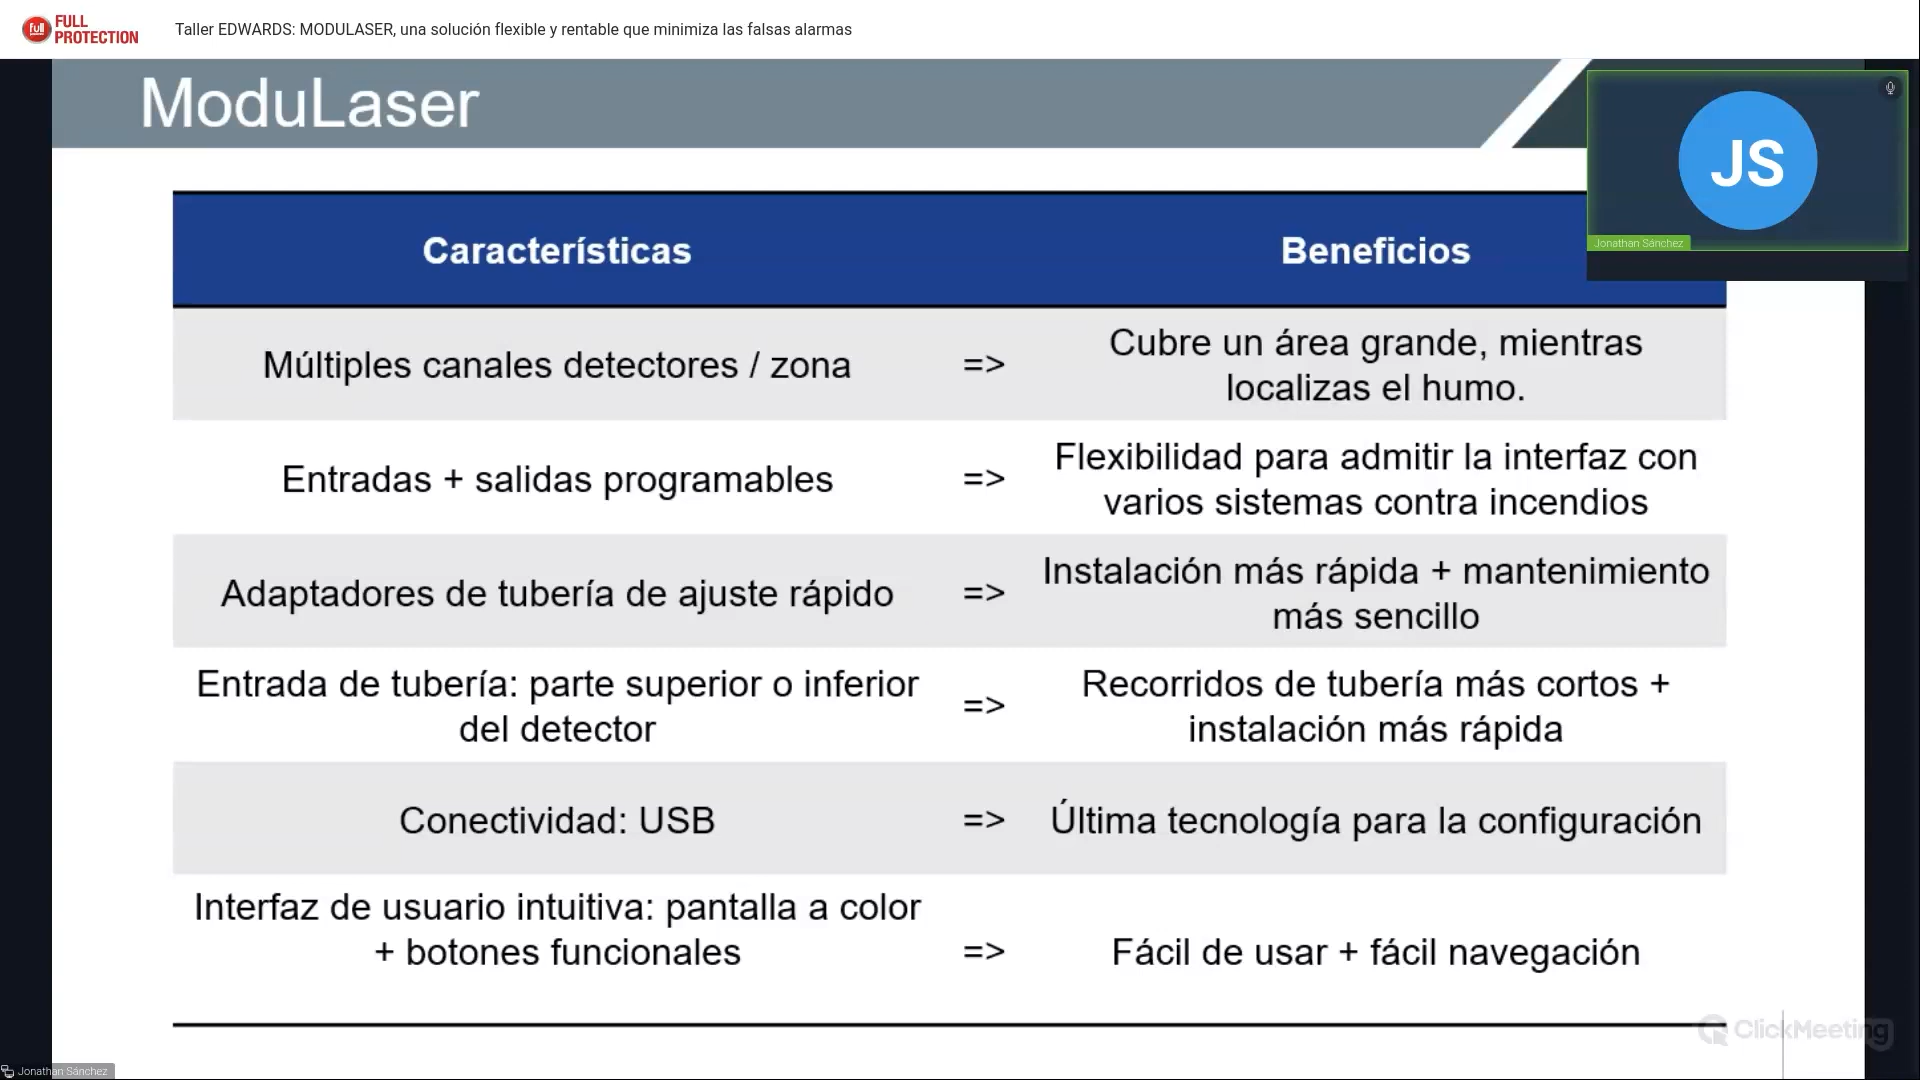 full
FULL
PROTECTION
Taller EDWARDS: MODULASER, una solución flexible y rentable que minimiza las falsas alarmas
ModuLaser
JS
Jonathan Sánchez
Características
Beneficios
Múltiples canales detectores / zona
=>
Cubre un área grande, mientras
localizas el humo.
Entradas + salidas programables
=>
Flexibilidad para admitir la interfaz con
varios sistemas contra incendios
Adaptadores de tubería de ajuste rápido
=>
Instalación más rápida + mantenimiento
más sencillo
Entrada de tubería: parte superior o inferior
del detector
=>
Recorridos de tubería más cortos +
instalación más rápida
Conectividad: USB
=>
Última tecnología para la configuración
Interfaz de usuario intuitiva: pantalla a color
+ botones funcionales
=>
Fácil de usar + fácil navegación
ClickMeeting
Jonathan Sánchez